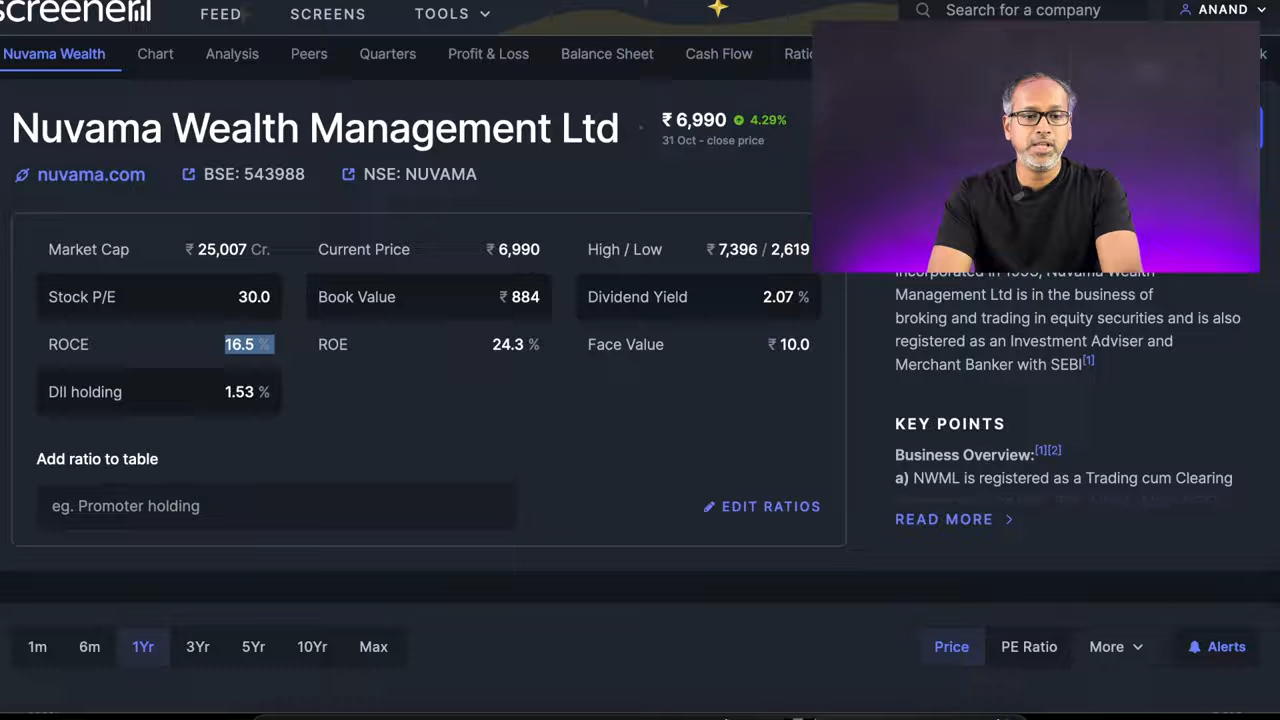 screener
FEED
SCREENS
TOOLS
Search for a company
ANAND
Nuvama Wealth
Chart
Analysis
Peers
Quarters
Profit & Loss
Balance Sheet
Cash Flow
Nuvama Wealth Management Ltd
₹ 6,990 4.29%
31 Oct - close price
nuvama.com
BSE: 543988
NSE: NUVAMA
Market Cap ₹ 25,007 Cr.
Current Price ₹ 6,990
High / Low ₹ 7,396 / 2,619
Stock P/E 30.0
Book Value ₹ 884
Dividend Yield 2.07 %
ROCE 16.5 %
ROE 24.3 %
Face Value ₹ 10.0
DII holding 1.53 %
Add ratio to table
eg. Promoter holding
EDIT RATIOS
Incorporated in 1993, Nuvama Wealth
Management Ltd is in the business of
broking and trading in equity securities and is also
registered as an Investment Adviser and
Merchant Banker with SEBI[1]
KEY POINTS
Business Overview:[1][2]
a) NWML is registered as a Trading cum Clearing
READ MORE
1m
6m
1Yr
3Yr
5Yr
10Yr
Max
Price
PE Ratio
More
Alerts